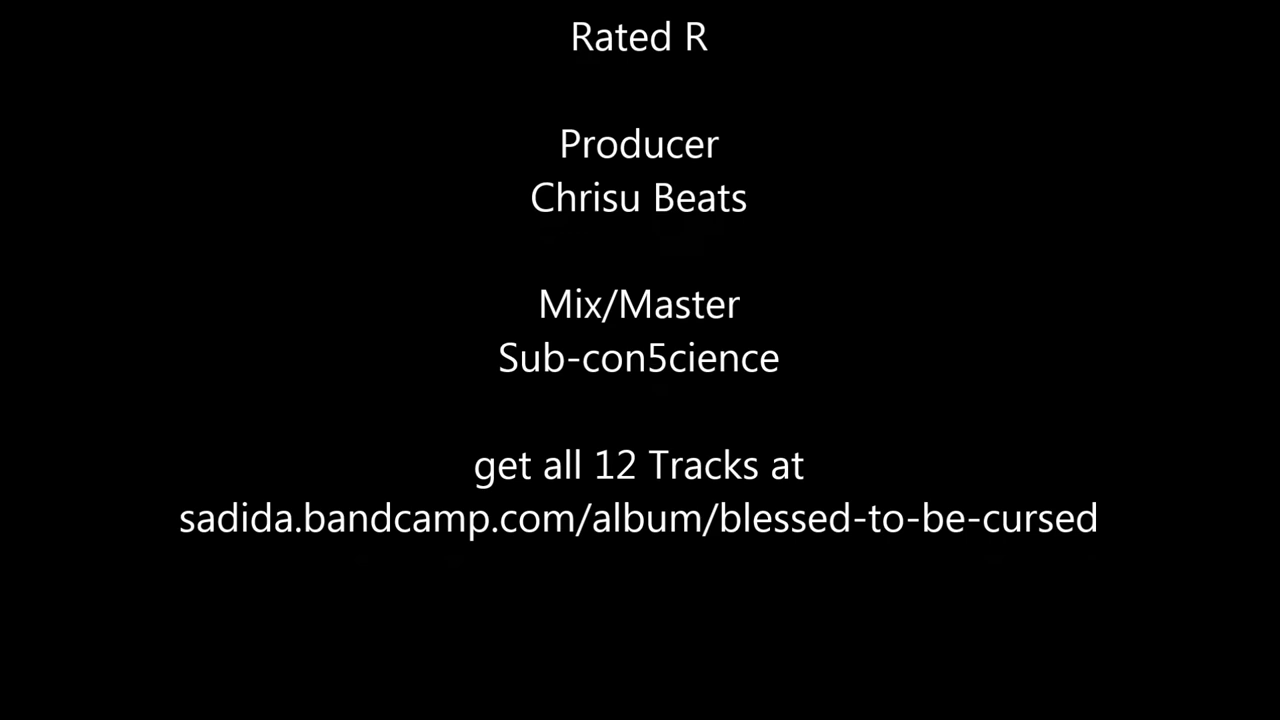 Rated R
Producer
Chrisu Beats
Mix/Master
Sub-con5cience
get all 12 Tracks at
sadida.bandcamp.com/album/blessed-to-be-cursed